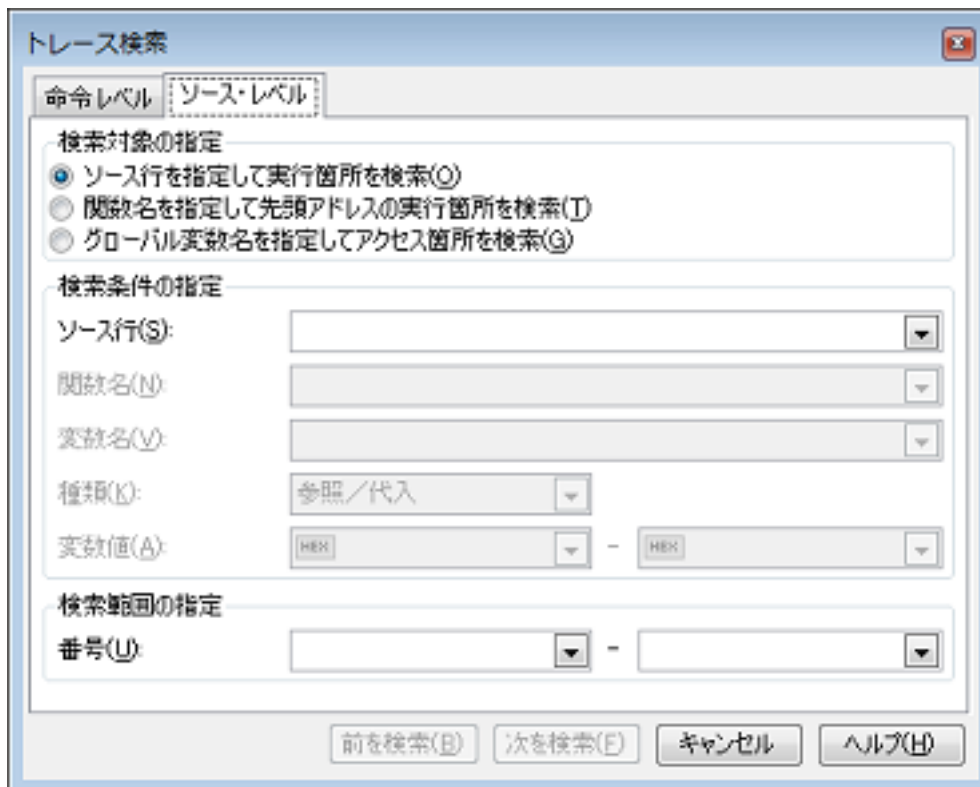 トレース検索
命令レベル ソース・レベル
検索対象の指定
ソース行を指定して実行箇所を検索(O)
関数名を指定して先頭アドレスの実行箇所を検索(T)
グローバル変数名を指定してアクセス箇所を検索(G)
検索条件の指定
ソース行(S):
関数名(N):
変数名(V):
種類(K): 参照／代入
変数値(A): HEX - HEX
検索範囲の指定
番号(U): -
前を検索(B) 次を検索(F) キャンセル ヘルプ(H)